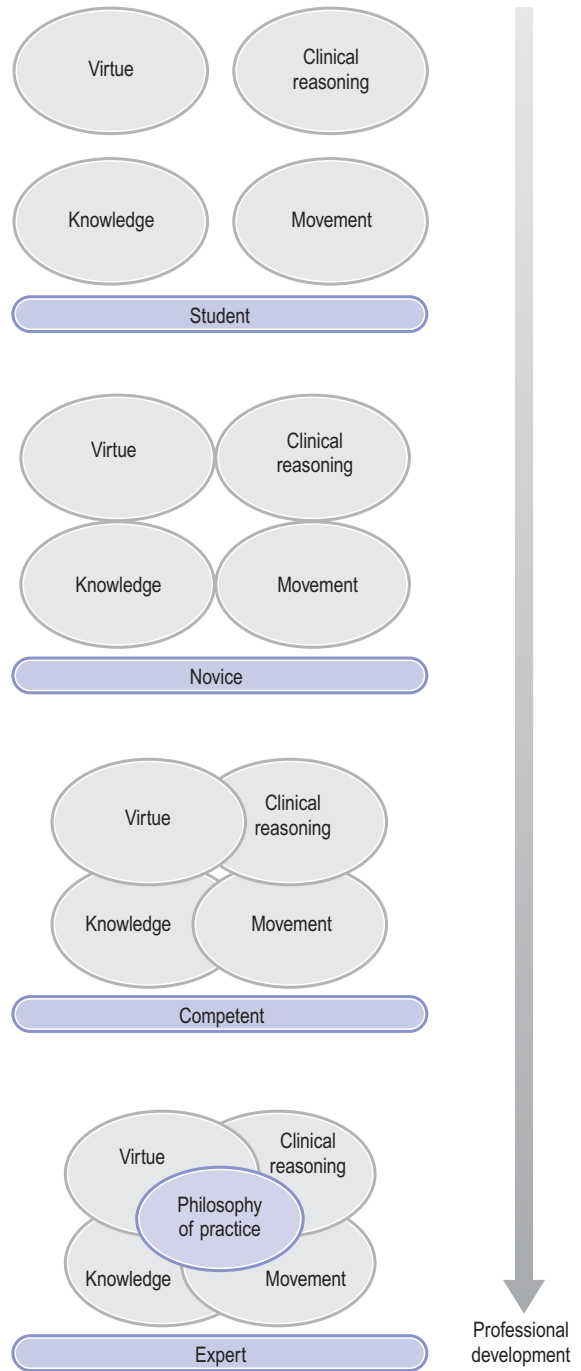 Virtue
Clinical
reasoning
Knowledge
Movement
Student
Virtue
Clinical
reasoning
Knowledge
Movement
Novice
Virtue
Clinical
reasoning
Knowledge
Movement
Competent
Virtue
Clinical
reasoning
Philosophy
of practice
Knowledge
Movement
Expert
Professional
development